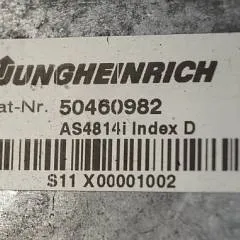 JUNGHEINRICH
at-Nr. 50460982
AS4814i Index D
S11 X00001002